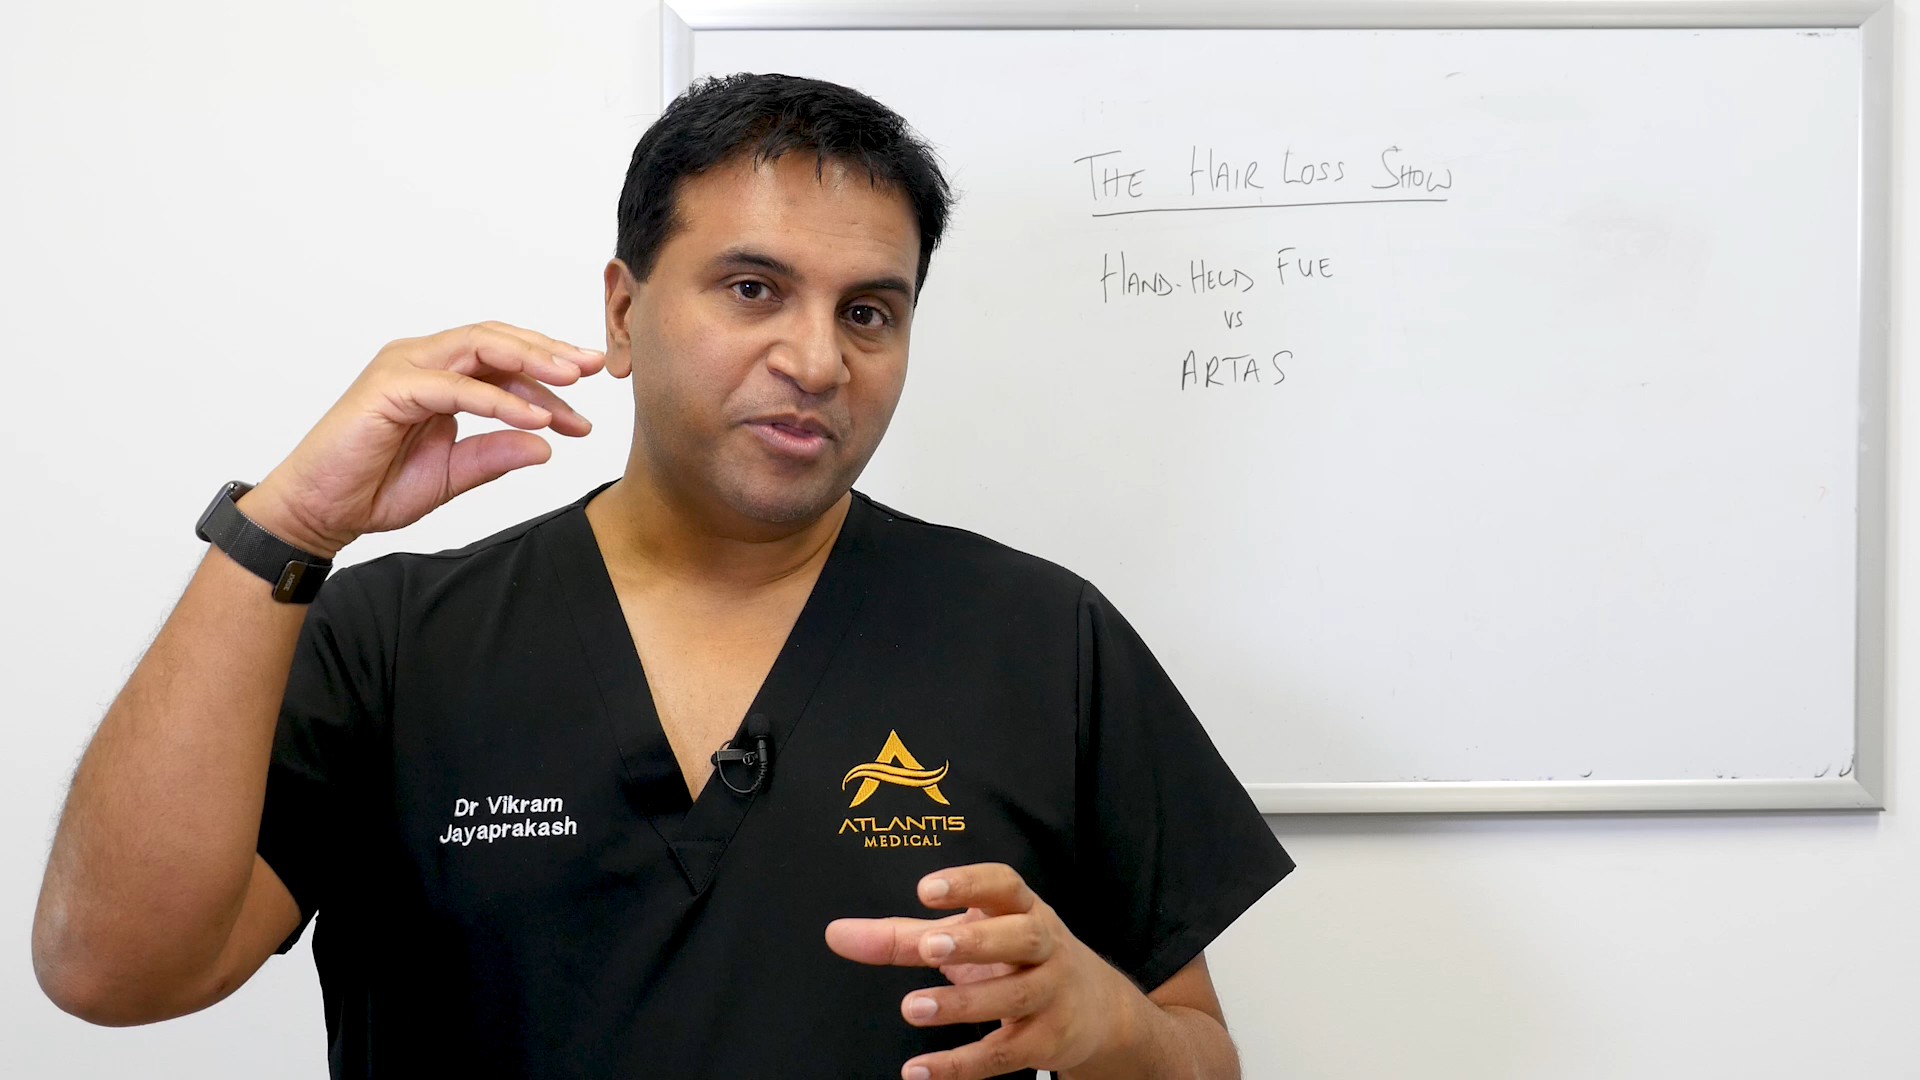 THE HAIR LOSS SHOW
HAND-HELD FUE
VS
ARTAS
Dr Vikram
Jayaprakash
ATLANTIS
MEDICAL